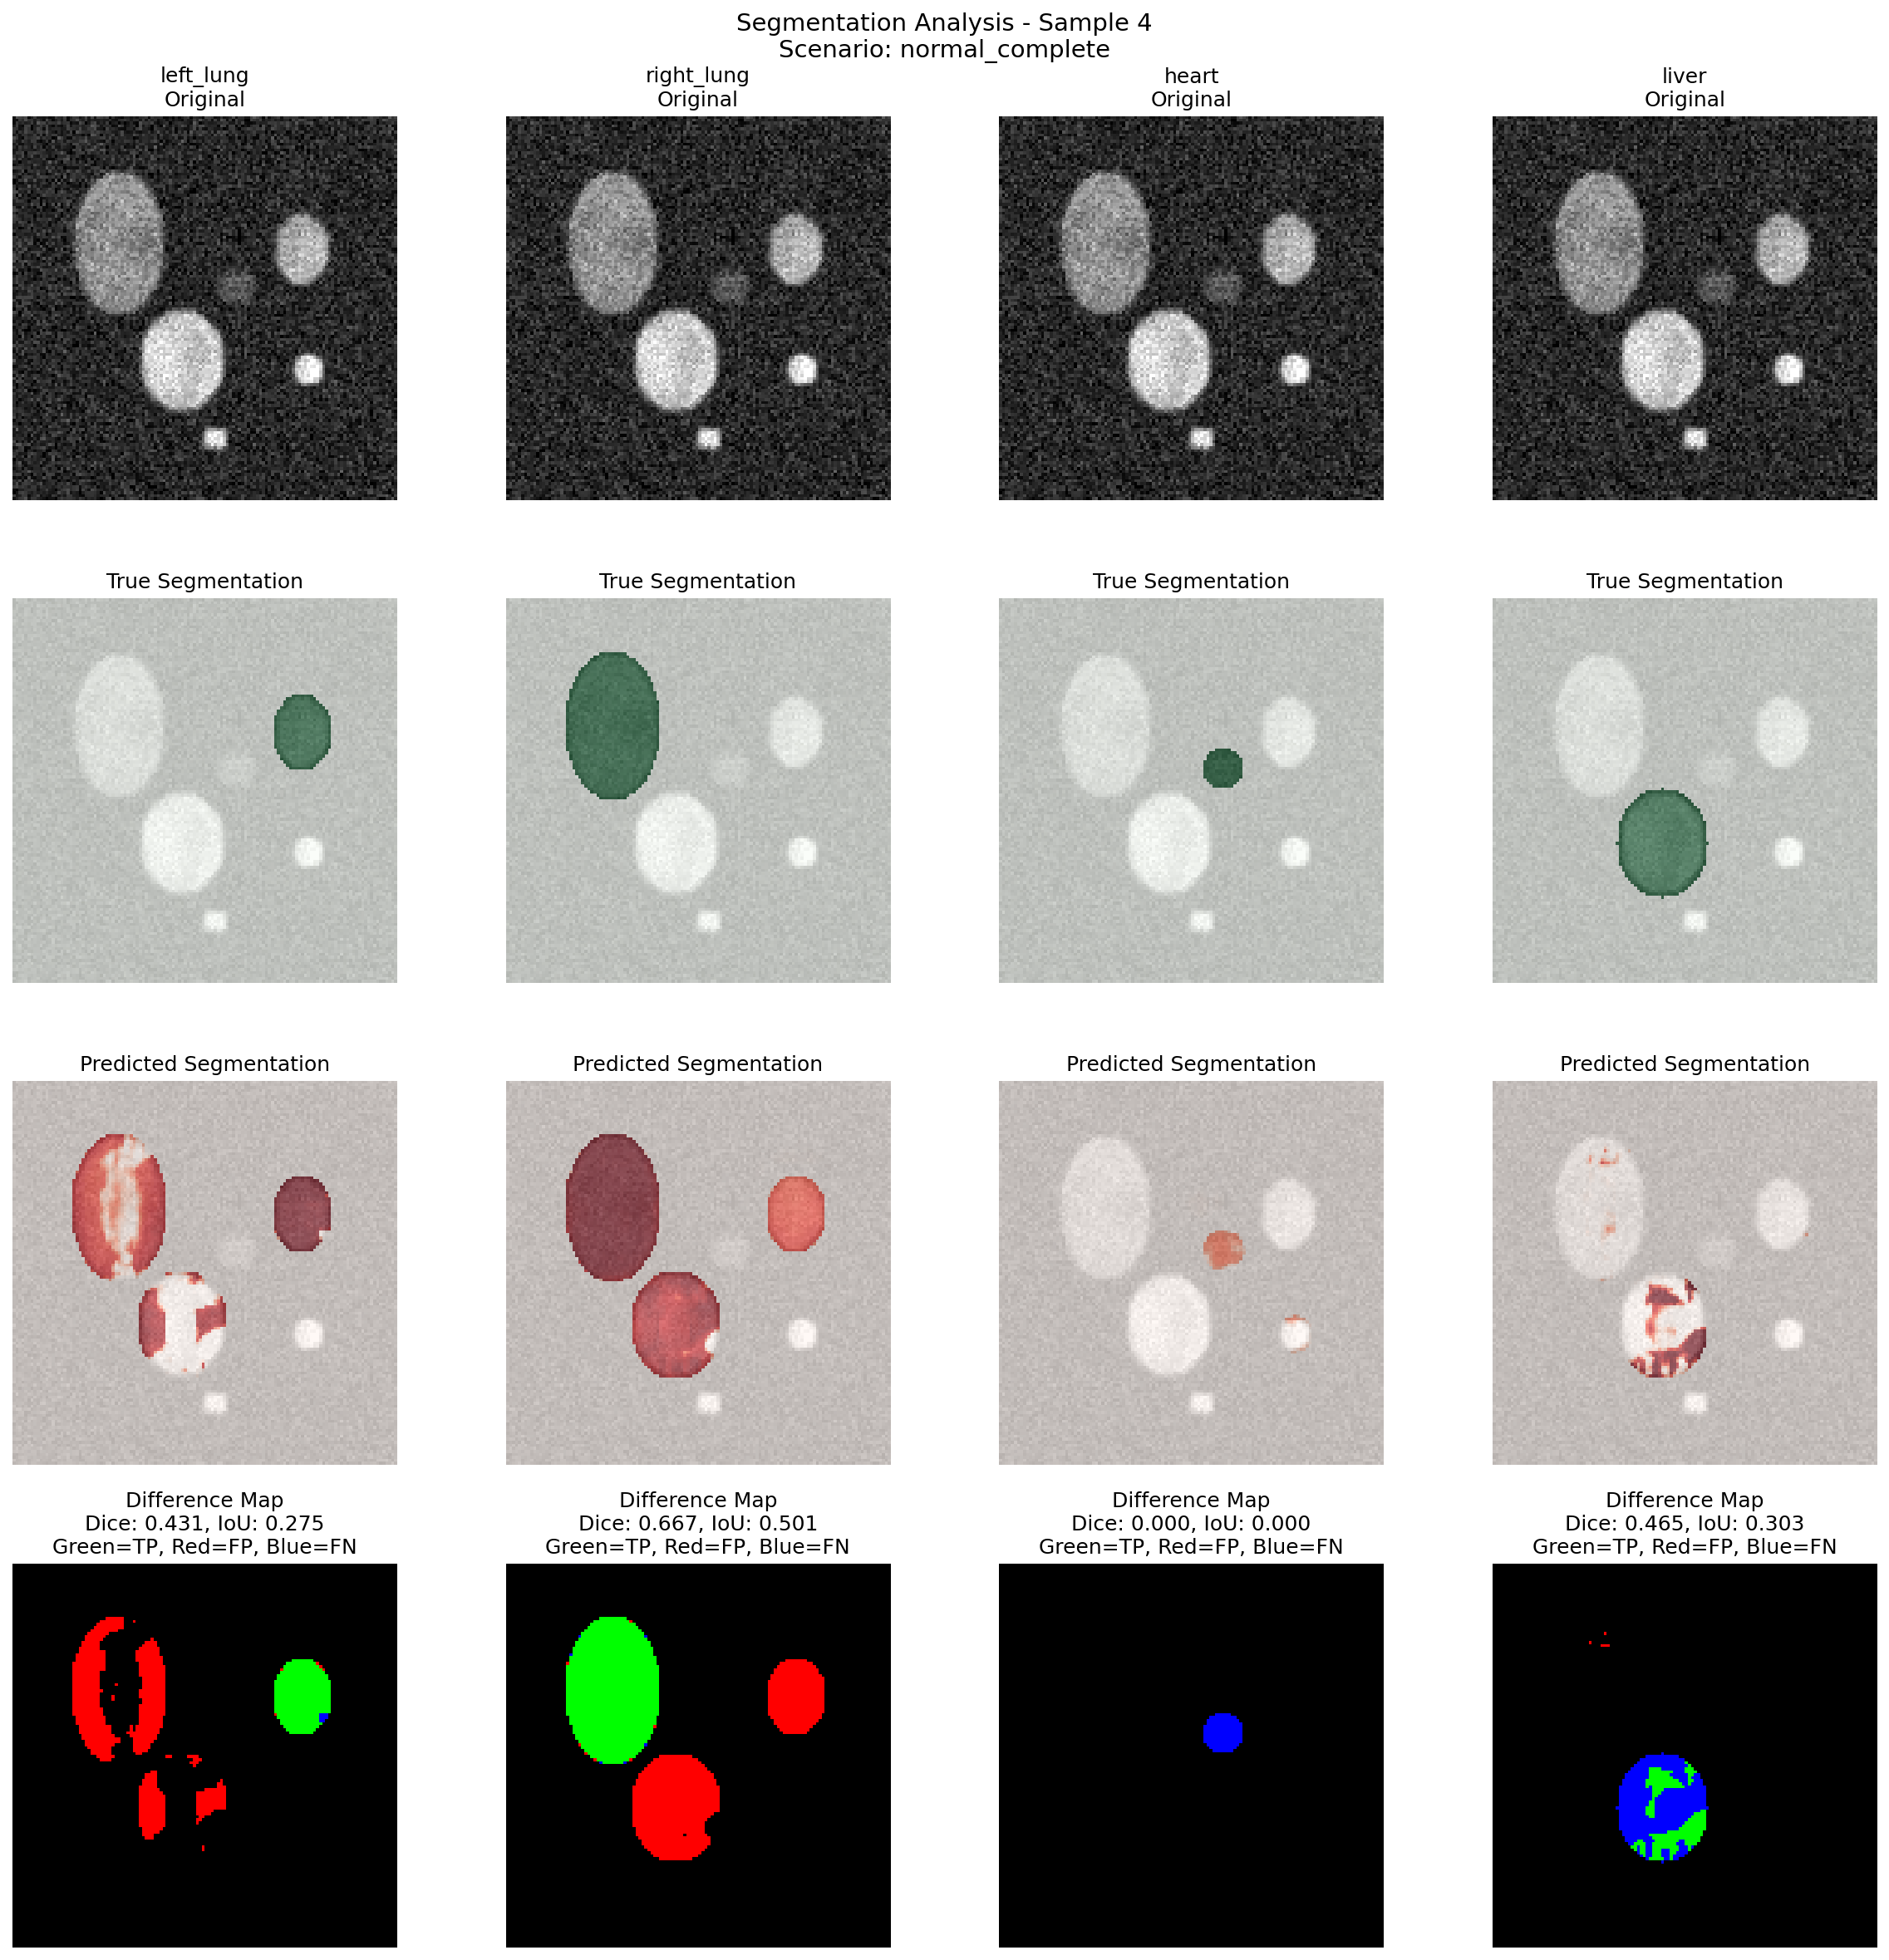 Segmentation Analysis - Sample 4
Scenario: normal_complete
left_lung
Original
right_lung
Original
heart
Original
liver
Original
True Segmentation
True Segmentation
True Segmentation
True Segmentation
Predicted Segmentation
Predicted Segmentation
Predicted Segmentation
Predicted Segmentation
Difference Map
Dice: 0.431, IoU: 0.275
Green=TP, Red=FP, Blue=FN
Difference Map
Dice: 0.667, IoU: 0.501
Green=TP, Red=FP, Blue=FN
Difference Map
Dice: 0.000, IoU: 0.000
Green=TP, Red=FP, Blue=FN
Difference Map
Dice: 0.465, IoU: 0.303
Green=TP, Red=FP, Blue=FN